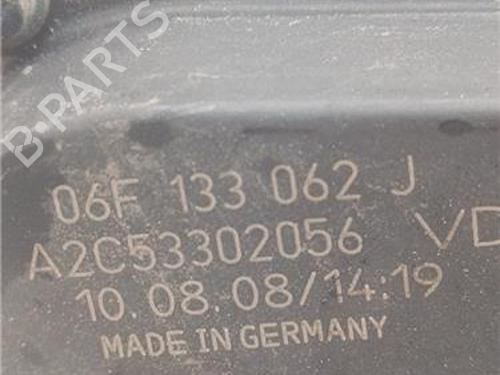 B-PARTS
06F 133 062 J
A2C53302056 VD
10.08.08/14:19
MADE IN GERMANY